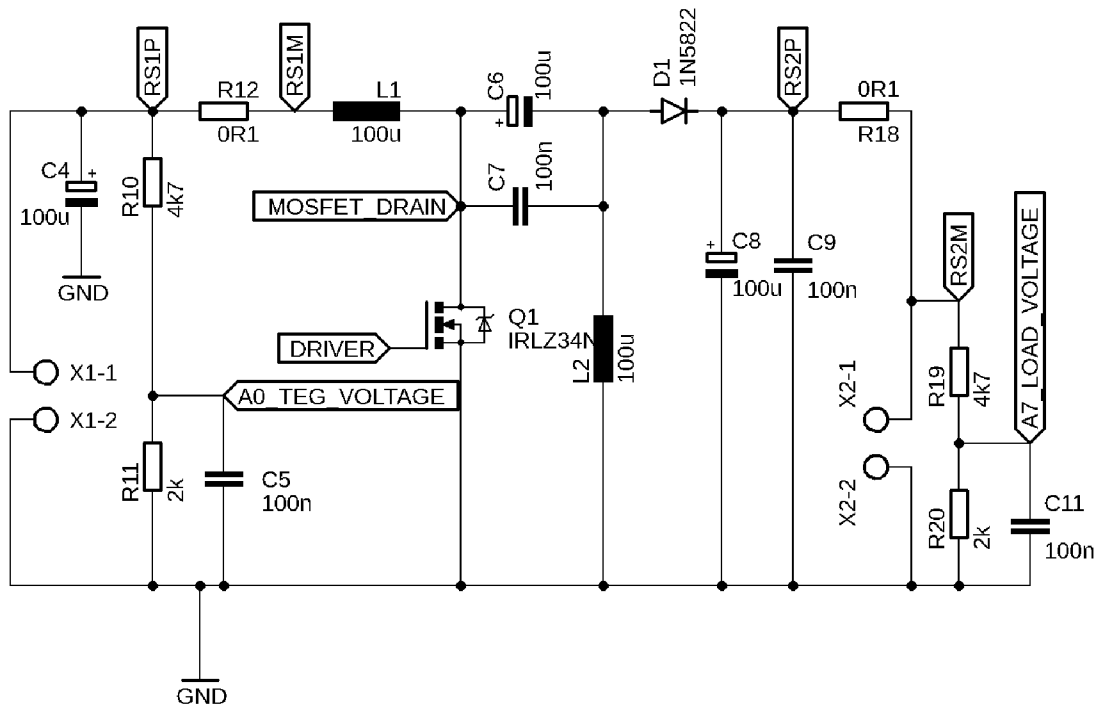 RS1P
RS1M
R12
0R1
L1
100u
C6
100u
D1
1N5822
RS2P
0R1
R18
C4
+
100u
GND
R10
4k7
MOSFET_DRAIN
C7
100n
+
+
C8
100u
C9
100n
RS2M
A7_LOAD_VOLTAGE
DRIVER
Q1
IRLZ34N
L2
100u
X1-1
X1-2
A0_TEG_VOLTAGE
R11
2k
C5
100n
X2-1
X2-2
R19
4k7
R20
2k
C11
100n
GND